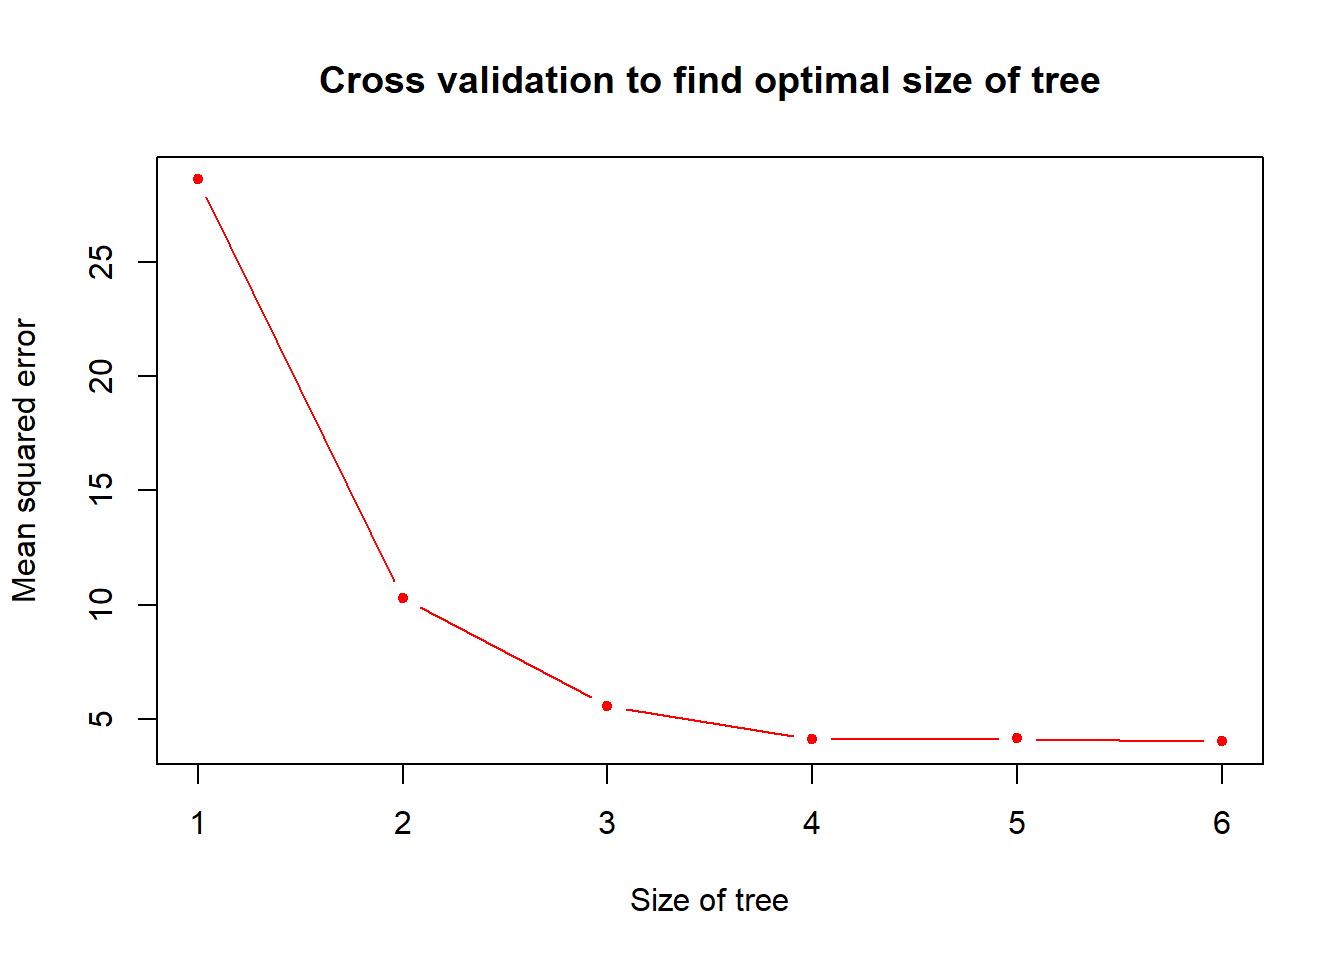 Cross validation to find optimal size of tree
Mean squared error
25
20
15
10
5
1 2 3 4 5 6
Size of tree